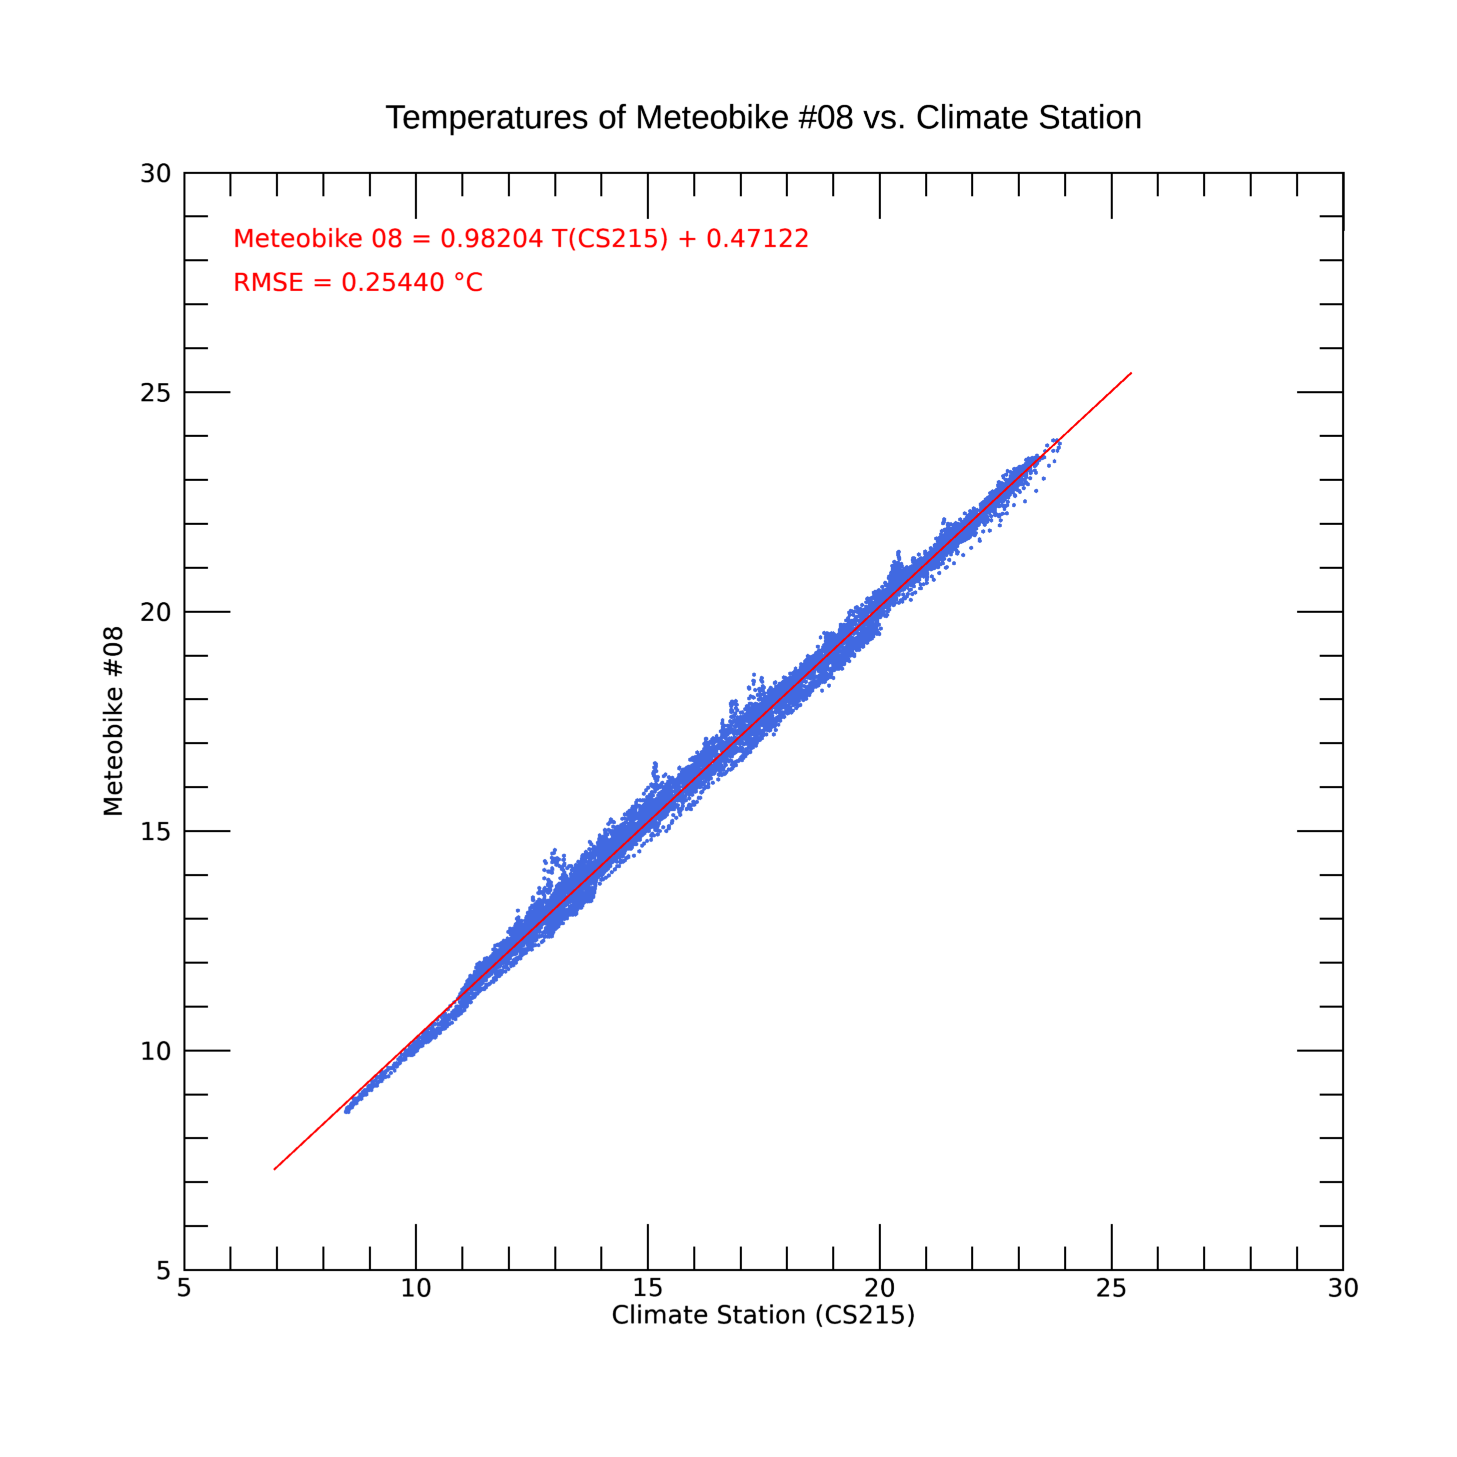 Temperatures of Meteobike #08 vs. Climate Station
30
Meteobike 08 = 0.98204 T(CS215) + 0.47122
RMSE = 0.25440 °C
25
20
Meteobike #08
15
10
5
5 10 15 20 25 30
Climate Station (CS215)